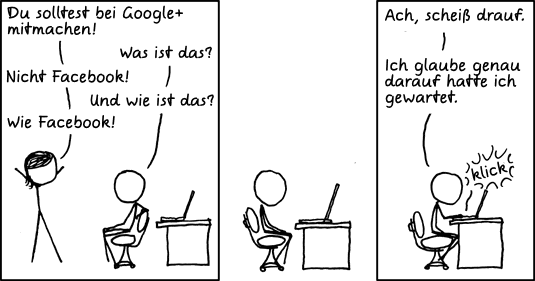 Du solltest bei Google+
mitmachen!
Was ist das?
Nicht Facebook!
Und wie ist das?
Wie Facebook!
Ach, scheiß drauf.
Ich glaube genau
darauf hatte ich
gewartet.
klick